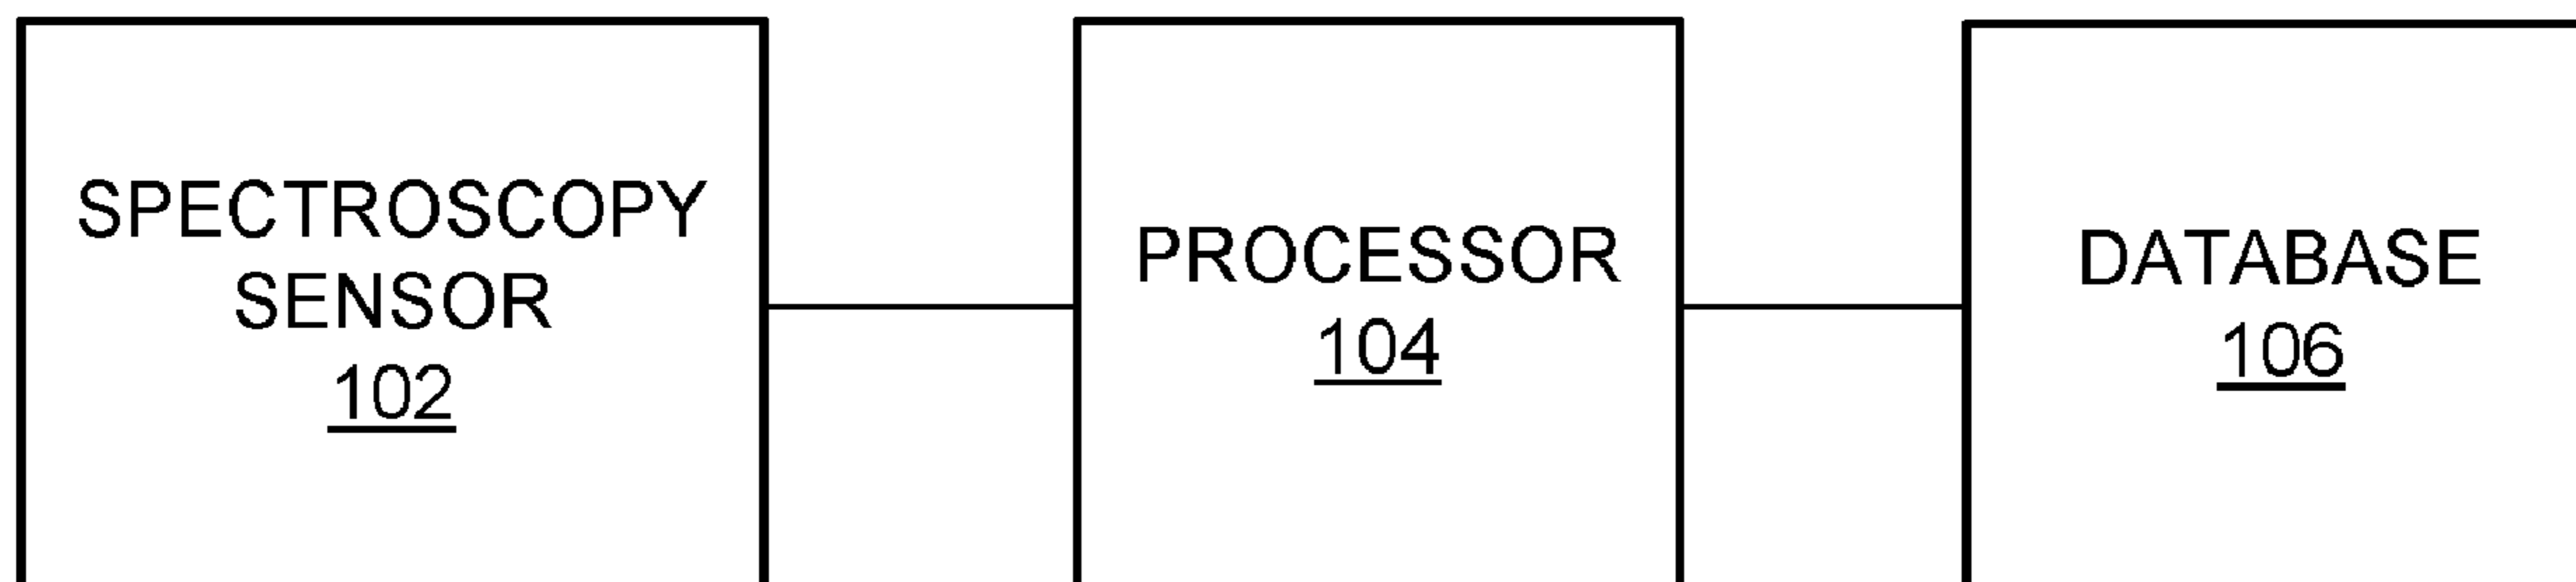 SPECTROSCOPY
SENSOR
102
PROCESSOR
104
DATABASE
106